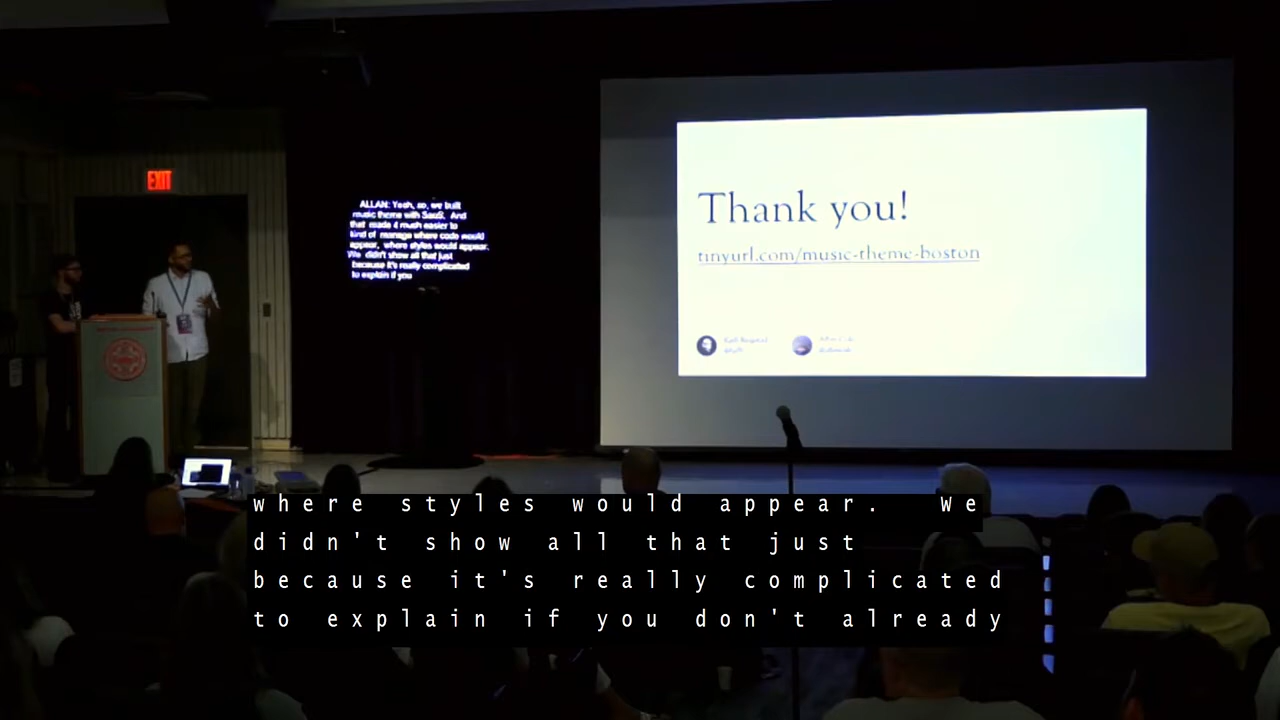 EXIT
ALLAN: Yeah, so, we built
music theme with SaaS. And
that made it much easier to
kind of manage where code would
appear, where styles would appear.
We didn't show all that just
because it's really complicated
to explain if you
Thank you!
tinyurl.com/music-theme-boston
where styles would appear. We
didn't show all that just
because it's really complicated
to explain if you don't already